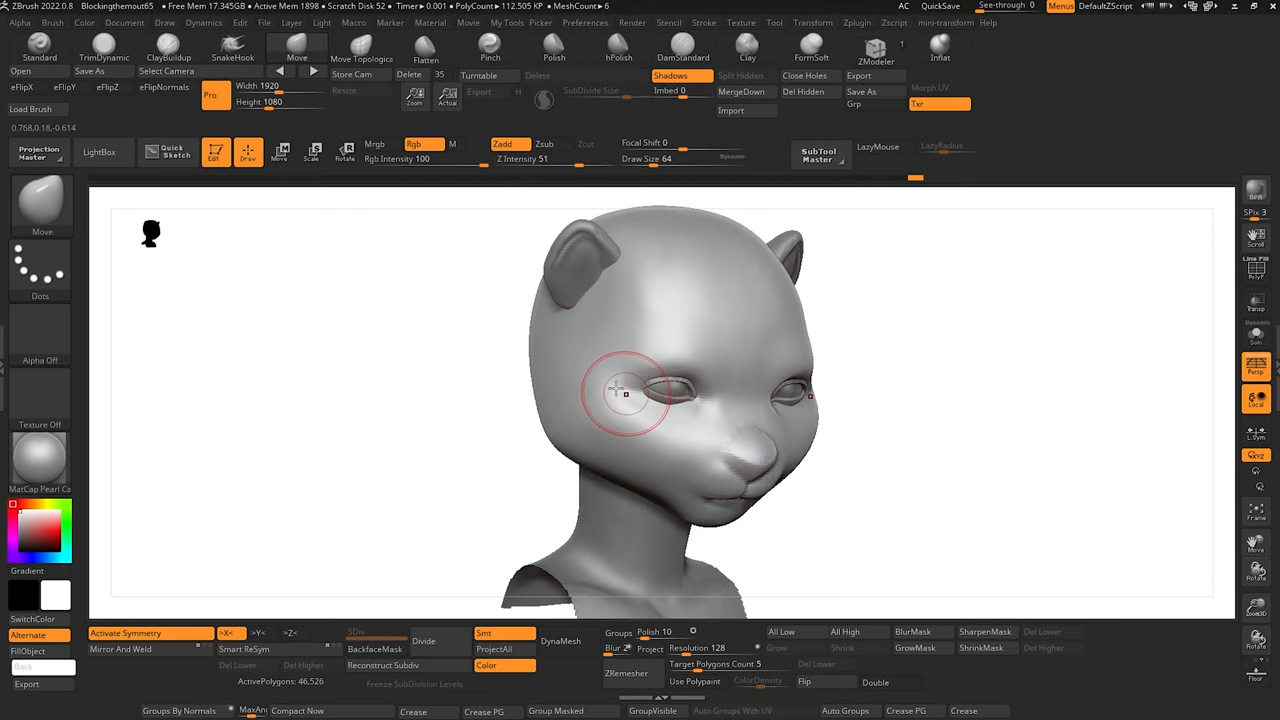 ZBrush 2022.0.8 Blockingthemout65 • Free Mem 17.345GB • Active Mem 1898 • Scratch Disk 52 • Timer▸0.001 • PolyCount▸112.505 KP • MeshCount▸6 AC QuickSave See-through 0 Menus DefaultZScript
Alpha Brush Color Document Draw Dynamics Edit File Layer Light Macro Marker Material Movie My Tools Picker Preferences Render Stencil Stroke Texture Tool Transform Zplugin Zscript mini-transform Help
Standard TrimDynamic ClayBuildup SnakeHook Move Move Topologica Flatten Pinch Polish hPolish DamStandard Clay FormSoft ZModeler 1 Inflat
Open Save As Select Camera Store Cam Delete 35 Turntable Delete Shadows Split Hidden Close Holes Export Morph UV
eFlipX eFlipY eFlipZ eFlipNormals Pro Width 1920 Height 1080 Resize Zoom Actual Export H SubDivide Size Imbed 0 MergeDown Del Hidden Save As
Grp Txr
Load Brush Import
0.768,0.18,-0.614
Projection Master LightBox Quick Sketch Edit Draw Move Scale Rotate Mrgb Rgb M Zadd Zsub Zcut Focal Shift 0 SubTool Master LazyMouse LazyRadius
Rgb Intensity 100 Z Intensity 51 Draw Size 64 Dynamic
Move
Dots
Alpha Off
Texture Off
MatCap Pearl Ca
Gradient
SwitchColor
Alternate
FillObject
Back
Export
BPR
SPix 3
Scroll
Line Fill
PolyF
Transp
Dynamic
Solo
Persp
Local
L.Sym
XYZ
Y
Z
Frame
Move
Rotate
Zoom3D
Rotate
Floor
Activate Symmetry >X< >Y< >Z< SDiv Divide Smt DynaMesh Groups Polish 10 All Low All High BlurMask SharpenMask Del Lower
Mirror And Weld Smart ReSym BackfaceMask ProjectAll Blur 2 Project Resolution 128 Grow Shrink GrowMask ShrinkMask Del Higher
Del Lower Del Higher Reconstruct Subdiv Color ZRemesher Target Polygons Count 5 Del Lower
ActivePolygons: 46,526 Freeze SubDivision Levels Use Polypaint ColorDensity Flip Double
Groups By Normals MaxAng Compact Now Crease Crease PG Group Masked GroupVisible Auto Groups With UV Auto Groups Crease PG Crease